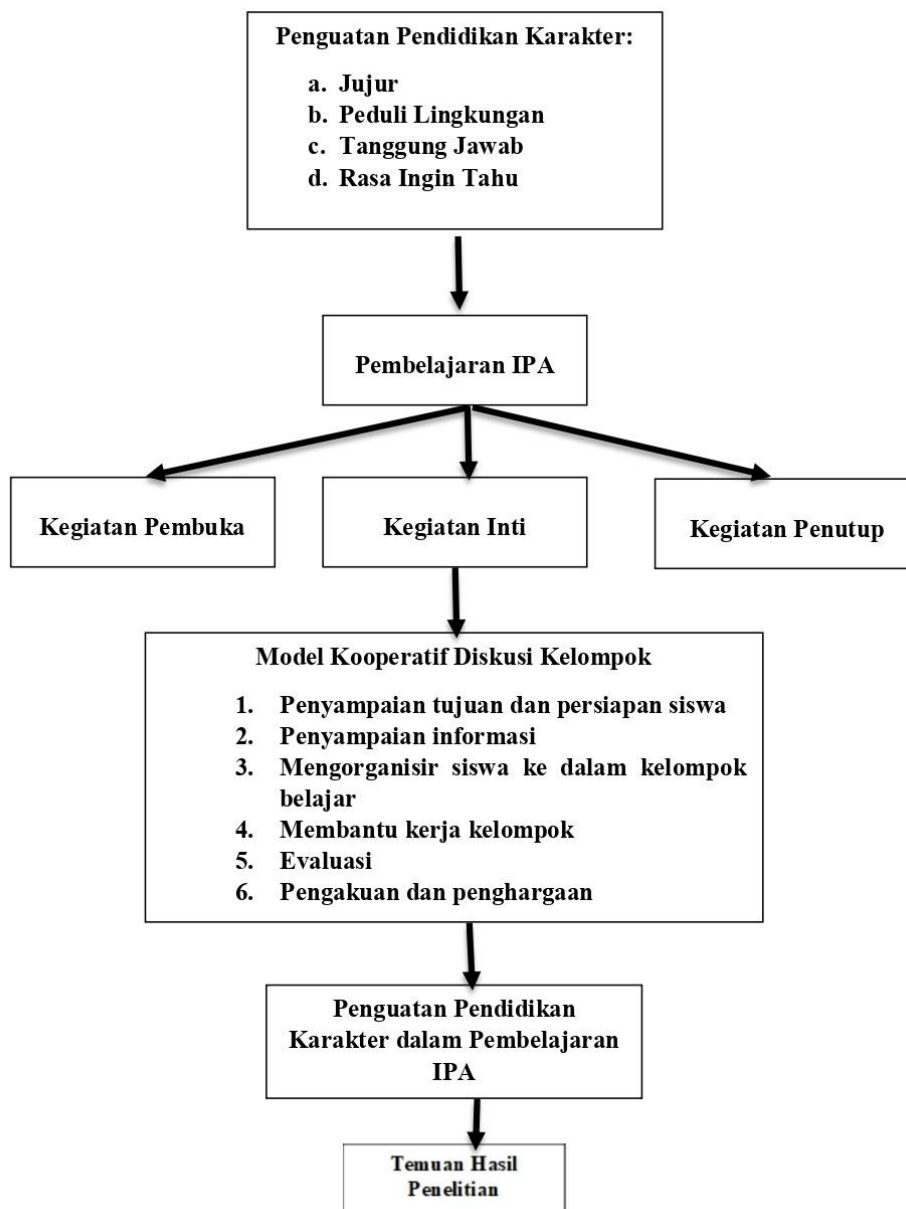 Penguatan Pendidikan Karakter:
a. Jujur
b. Peduli Lingkungan
c. Tanggung Jawab
d. Rasa Ingin Tahu
Pembelajaran IPA
Kegiatan Pembuka
Kegiatan Inti
Kegiatan Penutup
Model Kooperatif Diskusi Kelompok
1. Penyampaian tujuan dan persiapan siswa
2. Penyampaian informasi
3. Mengorganisir siswa ke dalam kelompok
belajar
4. Membantu kerja kelompok
5. Evaluasi
6. Pengakuan dan penghargaan
Penguatan Pendidikan
Karakter dalam Pembelajaran
IPA
Temuan Hasil
Penelitian